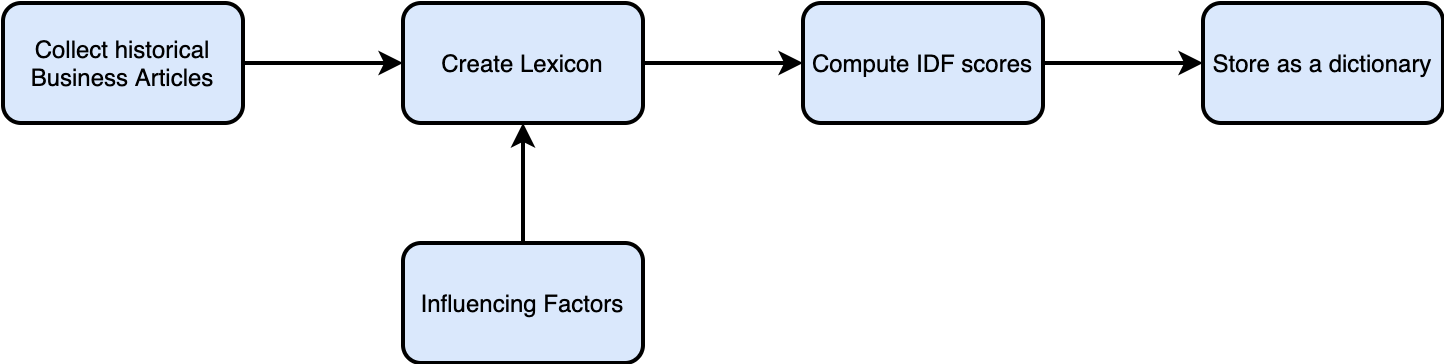 Collect historical
Business Articles
Create Lexicon
Compute IDF scores
Store as a dictionary
Influencing Factors